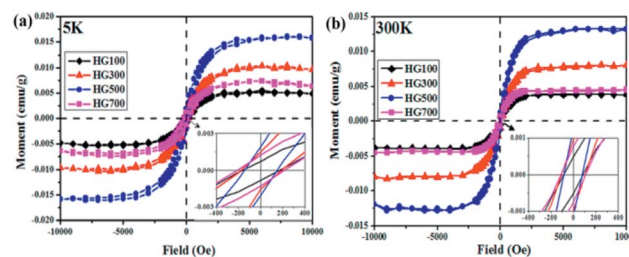 (a)
5K
HG100
HG300
HG500
HG700
Moment (emu/g)
0.020
0.015
0.010
0.005
0.000
-0.005
-0.010
-0.015
-0.020
-10000 -5000 0 5000 10000
Field (Oe)
0.003
0.000
-0.003
-400 -200 0 200 400
(b)
300K
HG100
HG300
HG500
HG700
Moment (emu/g)
0.015
0.010
0.005
0.000
-0.005
-0.010
-0.015
-10000 -5000 0 5000 10000
Field (Oe)
0.001
0.000
-0.001
-400 -200 0 200 400